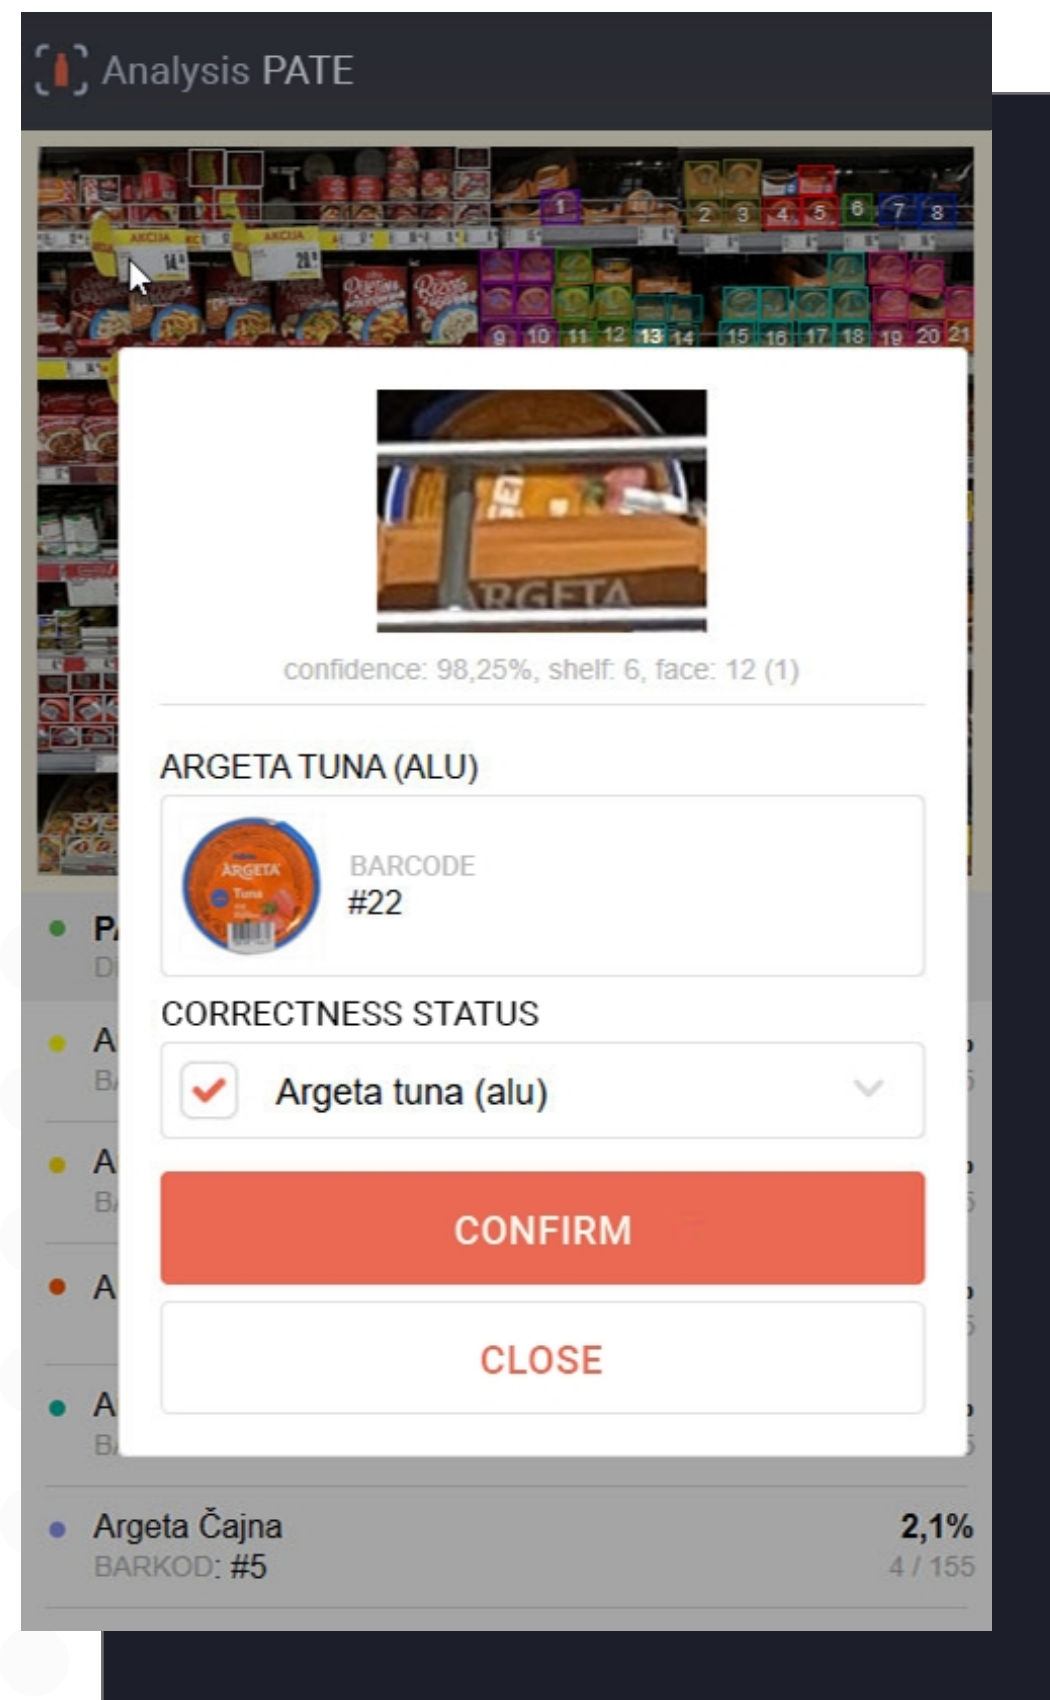 Analysis PATE
AKCIJA
AKCIJA
1
2 3 4 5 6 7 8
9 10 11 12 13 14 15 16 17 18 19 20 21
ARGETA
confidence: 98,25%, shelf: 6, face: 12 (1)
ARGETA TUNA (ALU)
ARGETA
Tuna
BARCODE
#22
CORRECTNESS STATUS
Argeta tuna (alu)
CONFIRM
CLOSE
Argeta Čajna
2,1%
BARKOD: #5
4 / 155